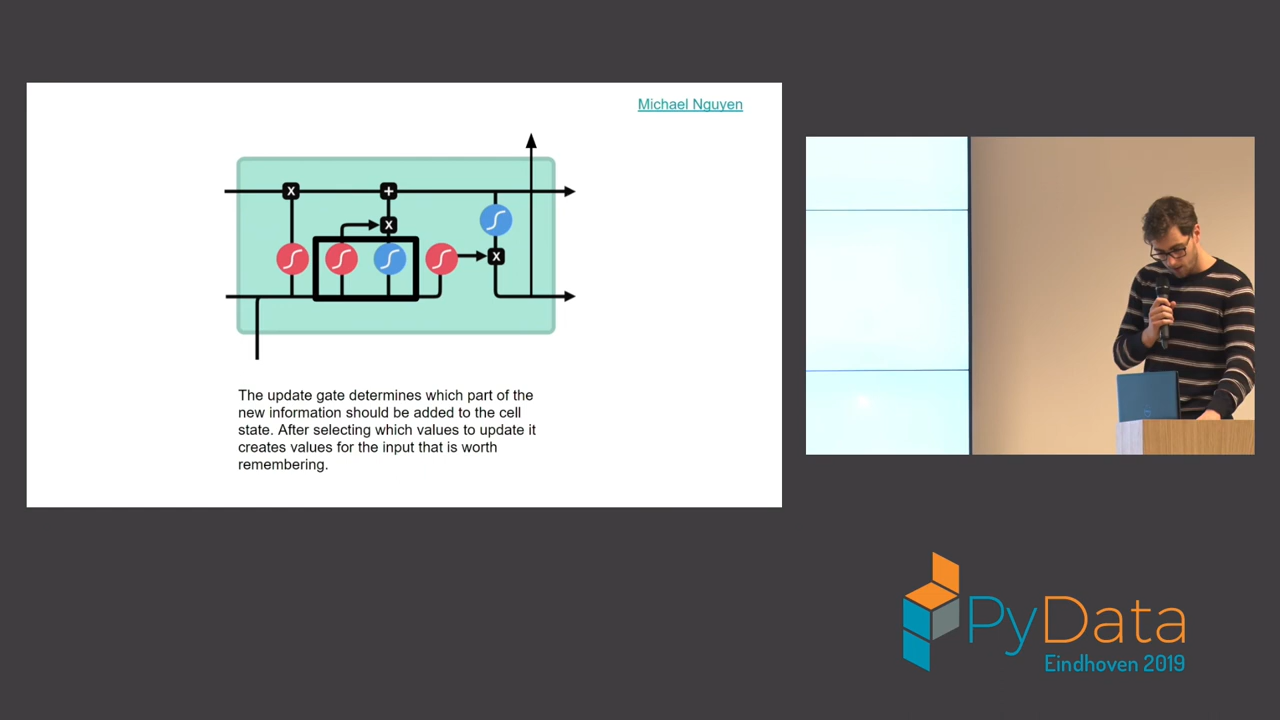 Michael Nguyen
X
+
X
X
The update gate determines which part of the
new information should be added to the cell
state. After selecting which values to update it
creates values for the input that is worth
remembering.
PyData
Eindhoven 2019